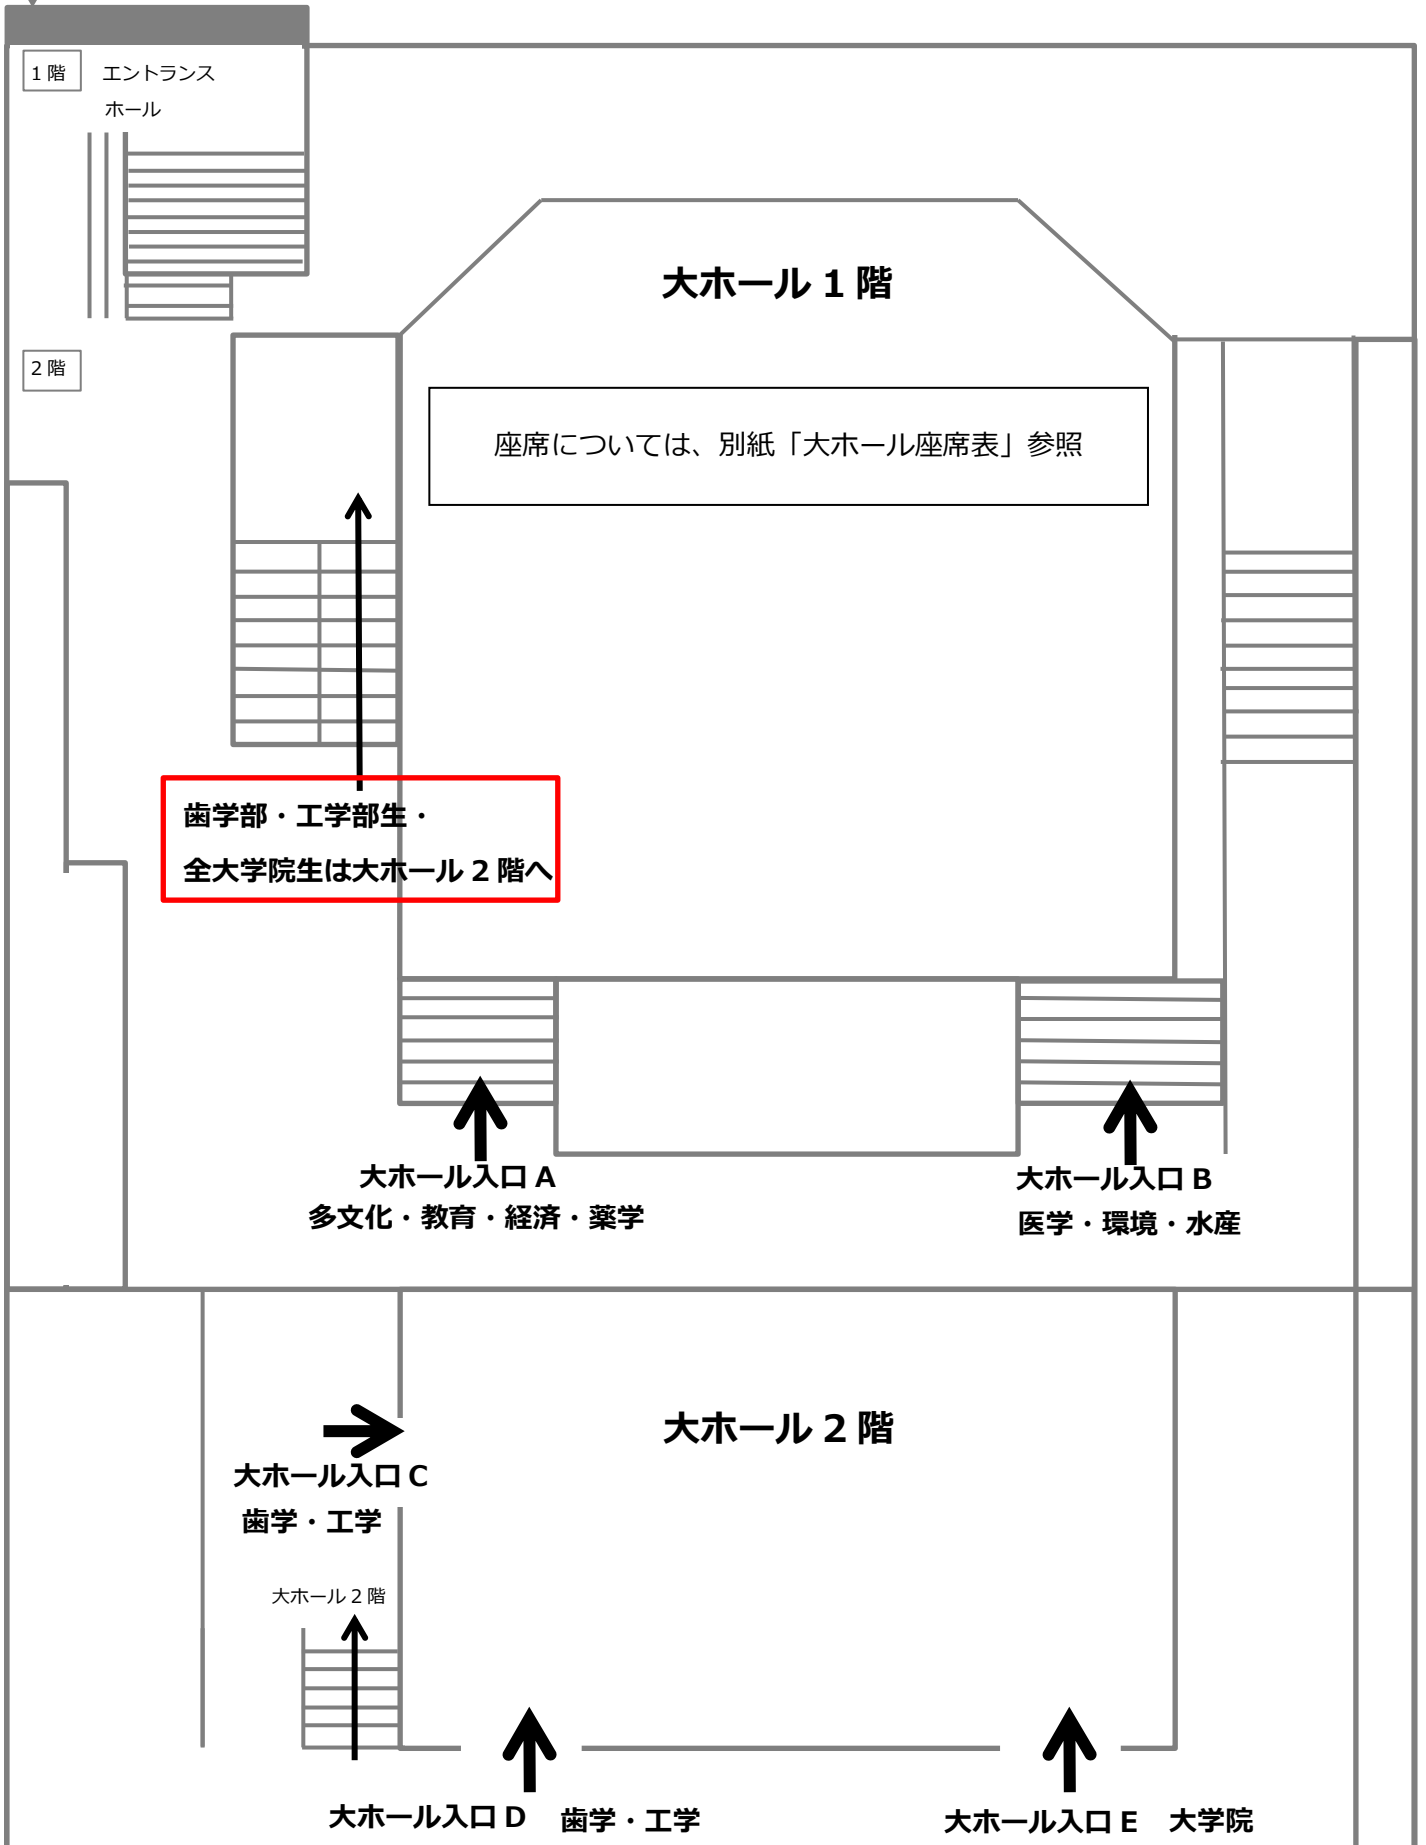 1階
エントランス
ホール
大ホール1階
2階
座席については、別紙「大ホール座席表」参照
歯学部・工学部生・
全大学院生は大ホール2階へ
大ホール入口A
多文化・教育・経済・薬学
大ホール入口B
医学・環境・水産
大ホール2階
大ホール入口C
歯学・工学
大ホール2階
大ホール入口D 歯学・工学
大ホール入口E 大学院